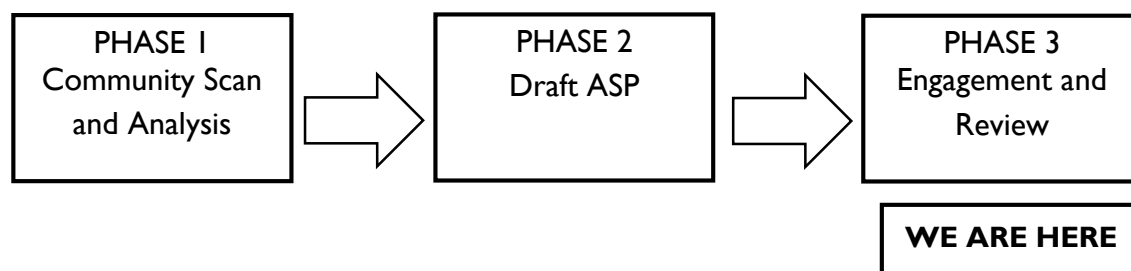 PHASE 1
Community Scan
and Analysis
PHASE 2
Draft ASP
PHASE 3
Engagement and
Review
WE ARE HERE